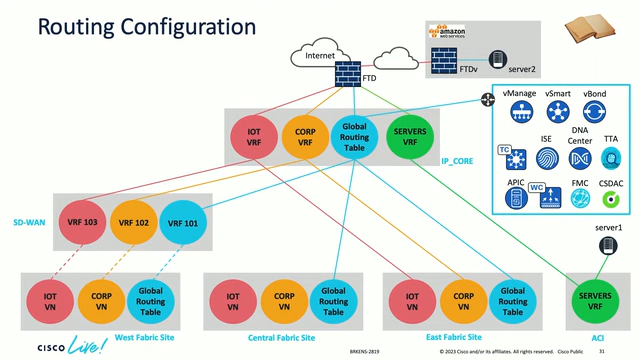 Routing Configuration
amazon
web services
Internet
FTD
FTDv
server2
vManage
vSmart
vBond
IOT
VRF
CORP
VRF
Global
Routing
Table
SERVERS
VRF
IP_CORE
ISE
DNA
Center
TTA
TC
APIC
WC
FMC
CSDAC
SD-WAN
VRF 103
VRF 102
VRF 101
server1
IOT
VN
CORP
VN
Global
Routing
Table
IOT
VN
CORP
VN
Global
Routing
Table
IOT
VN
CORP
VN
Global
Routing
Table
SERVERS
VRF
West Fabric Site
Central Fabric Site
East Fabric Site
ACI
CISCO Live!
BRKENS-2819
© 2023 Cisco and/or its affiliates. All rights reserved. Cisco Public
31